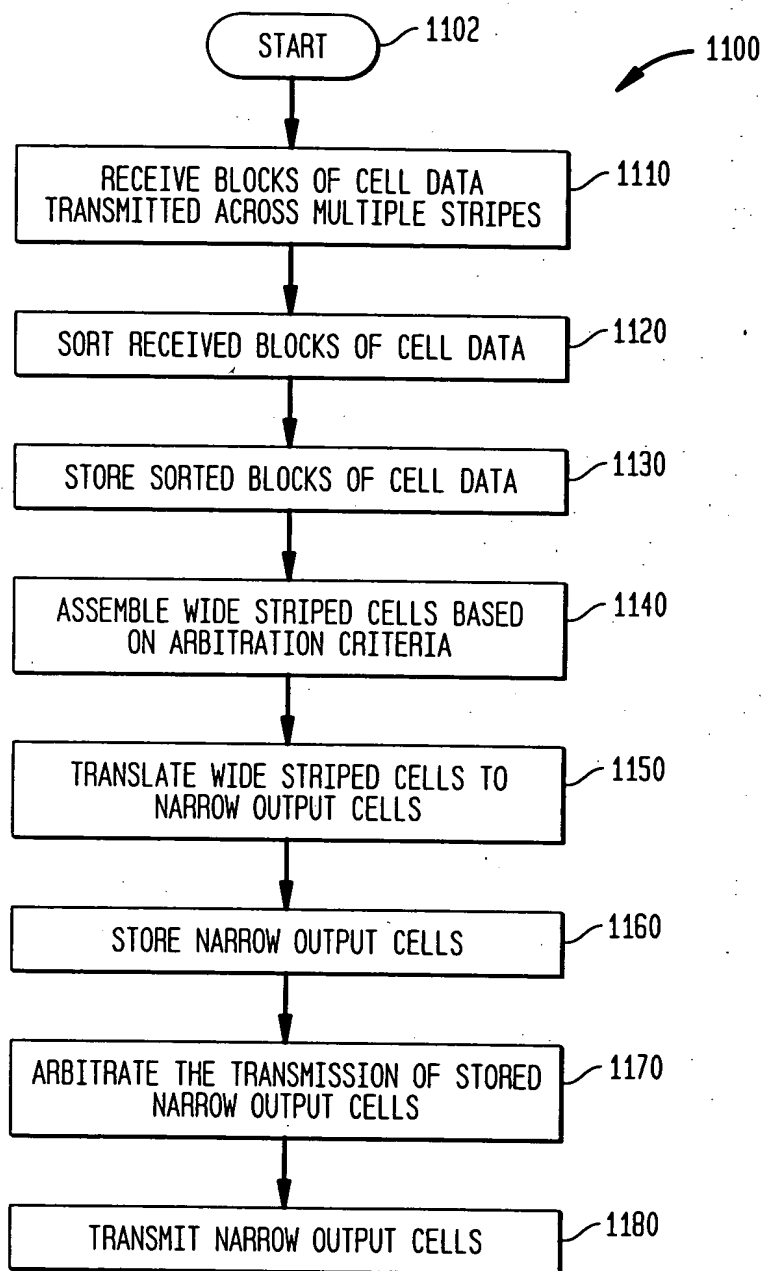 START
1102
1100
RECEIVE BLOCKS OF CELL DATA
TRANSMITTED ACROSS MULTIPLE STRIPES
1110
SORT RECEIVED BLOCKS OF CELL DATA
1120
STORE SORTED BLOCKS OF CELL DATA
1130
ASSEMBLE WIDE STRIPED CELLS BASED
ON ARBITRATION CRITERIA
1140
TRANSLATE WIDE STRIPED CELLS TO
NARROW OUTPUT CELLS
1150
STORE NARROW OUTPUT CELLS
1160
ARBITRATE THE TRANSMISSION OF STORED
NARROW OUTPUT CELLS
1170
TRANSMIT NARROW OUTPUT CELLS
1180